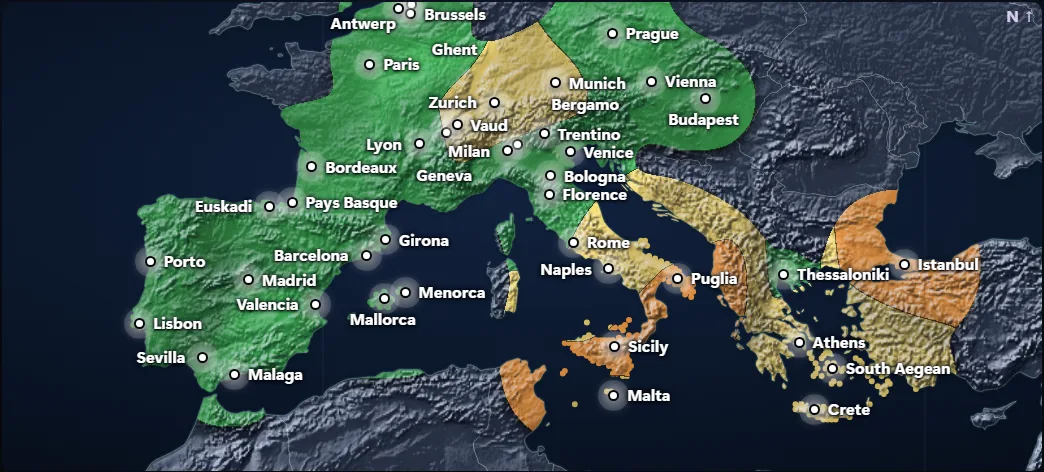 N ↑
Antwerp
Brussels
Ghent
Prague
Paris
Munich
Vienna
Zurich
Bergamo
Budapest
Vaud
Trentino
Lyon
Milan
Venice
Geneva
Bordeaux
Bologna
Florence
Euskadi
Pays Basque
Girona
Rome
Barcelona
Porto
Naples
Istanbul
Madrid
Puglia
Thessaloniki
Menorca
Valencia
Mallorca
Lisbon
Athens
Sicily
Sevilla
South Aegean
Malaga
Malta
Crete